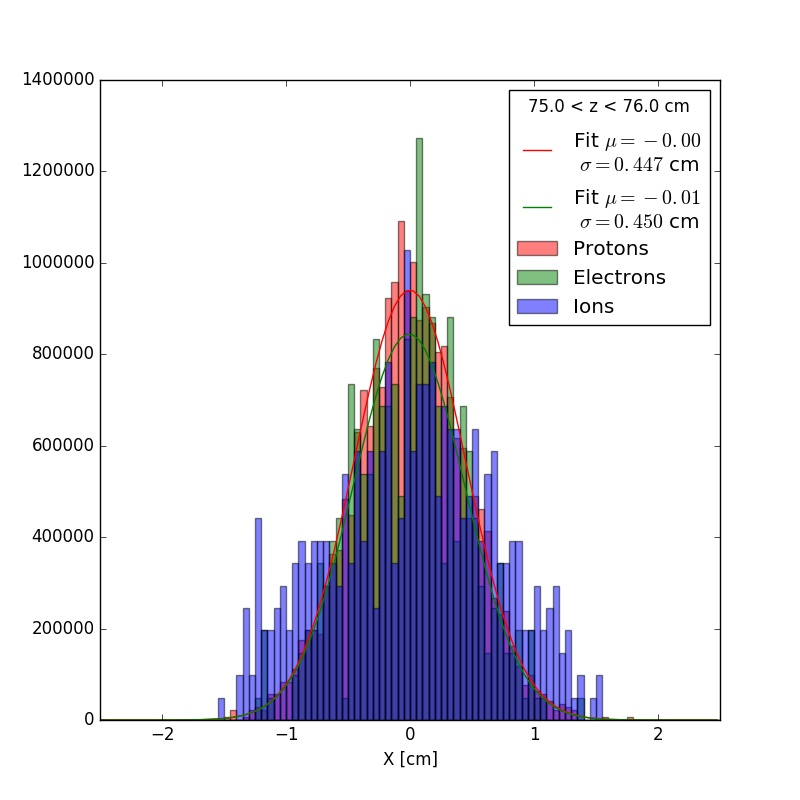 1400000
1200000
1000000
800000
600000
400000
200000
0
75.0 < z < 76.0 cm
Fit μ = −0.00
σ = 0.447 cm
Fit μ = −0.01
σ = 0.450 cm
Protons
Electrons
Ions
−2 −1 0 1 2
X [cm]